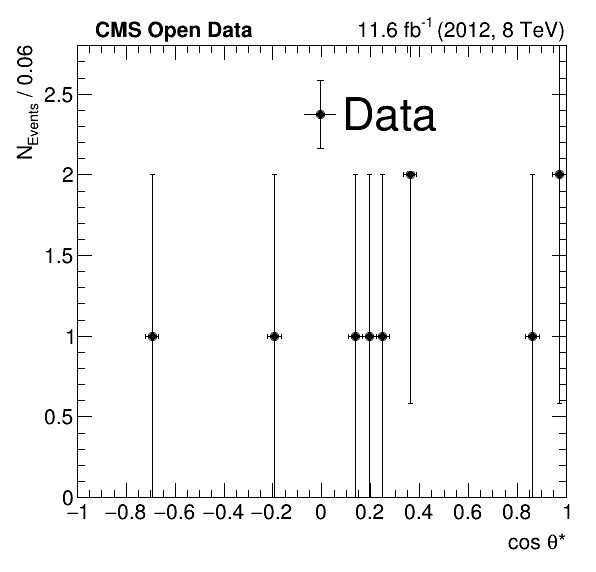 CMS Open Data 11.6 fb⁻¹ (2012, 8 TeV)
N_Events / 0.06
Data
2.5
2
1.5
1
0.5
0
−1 −0.8 −0.6 −0.4 −0.2 0 0.2 0.4 0.6 0.8 1
cos θ*